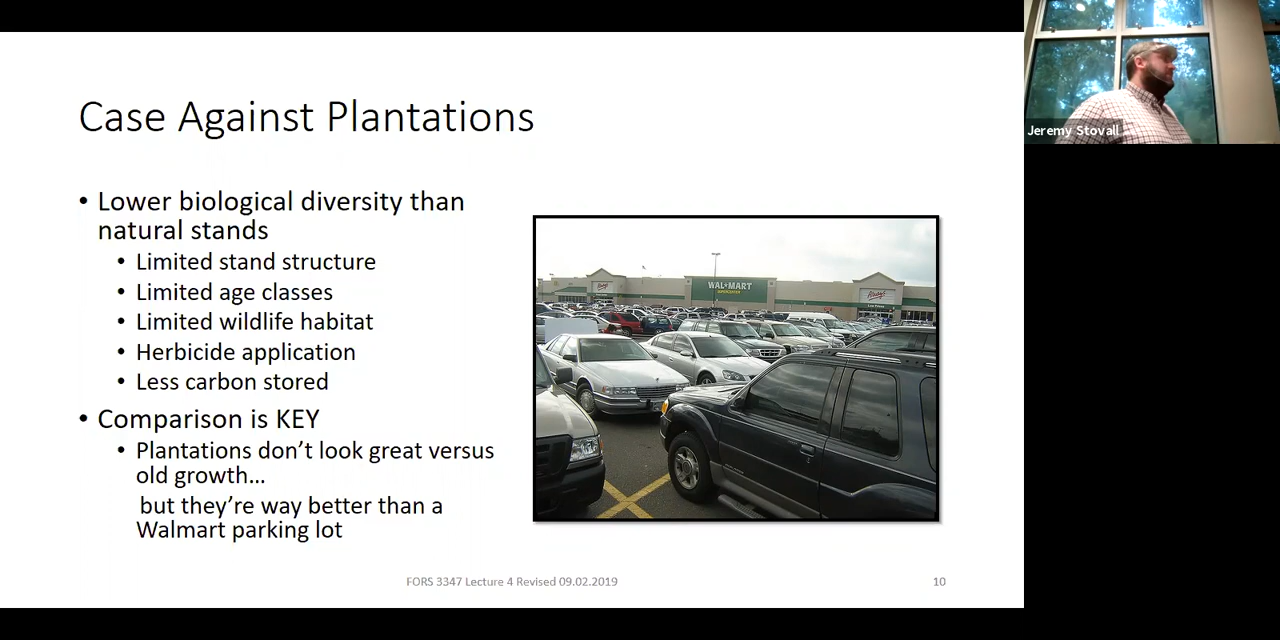 Case Against Plantations
• Lower biological diversity than
natural stands
• Limited stand structure
• Limited age classes
• Limited wildlife habitat
• Herbicide application
• Less carbon stored
• Comparison is KEY
• Plantations don’t look great versus
old growth…
but they’re way better than a
Walmart parking lot
WAL★MART
FORS 3347 Lecture 4 Revised 09.02.2019
10
Jeremy Stovall